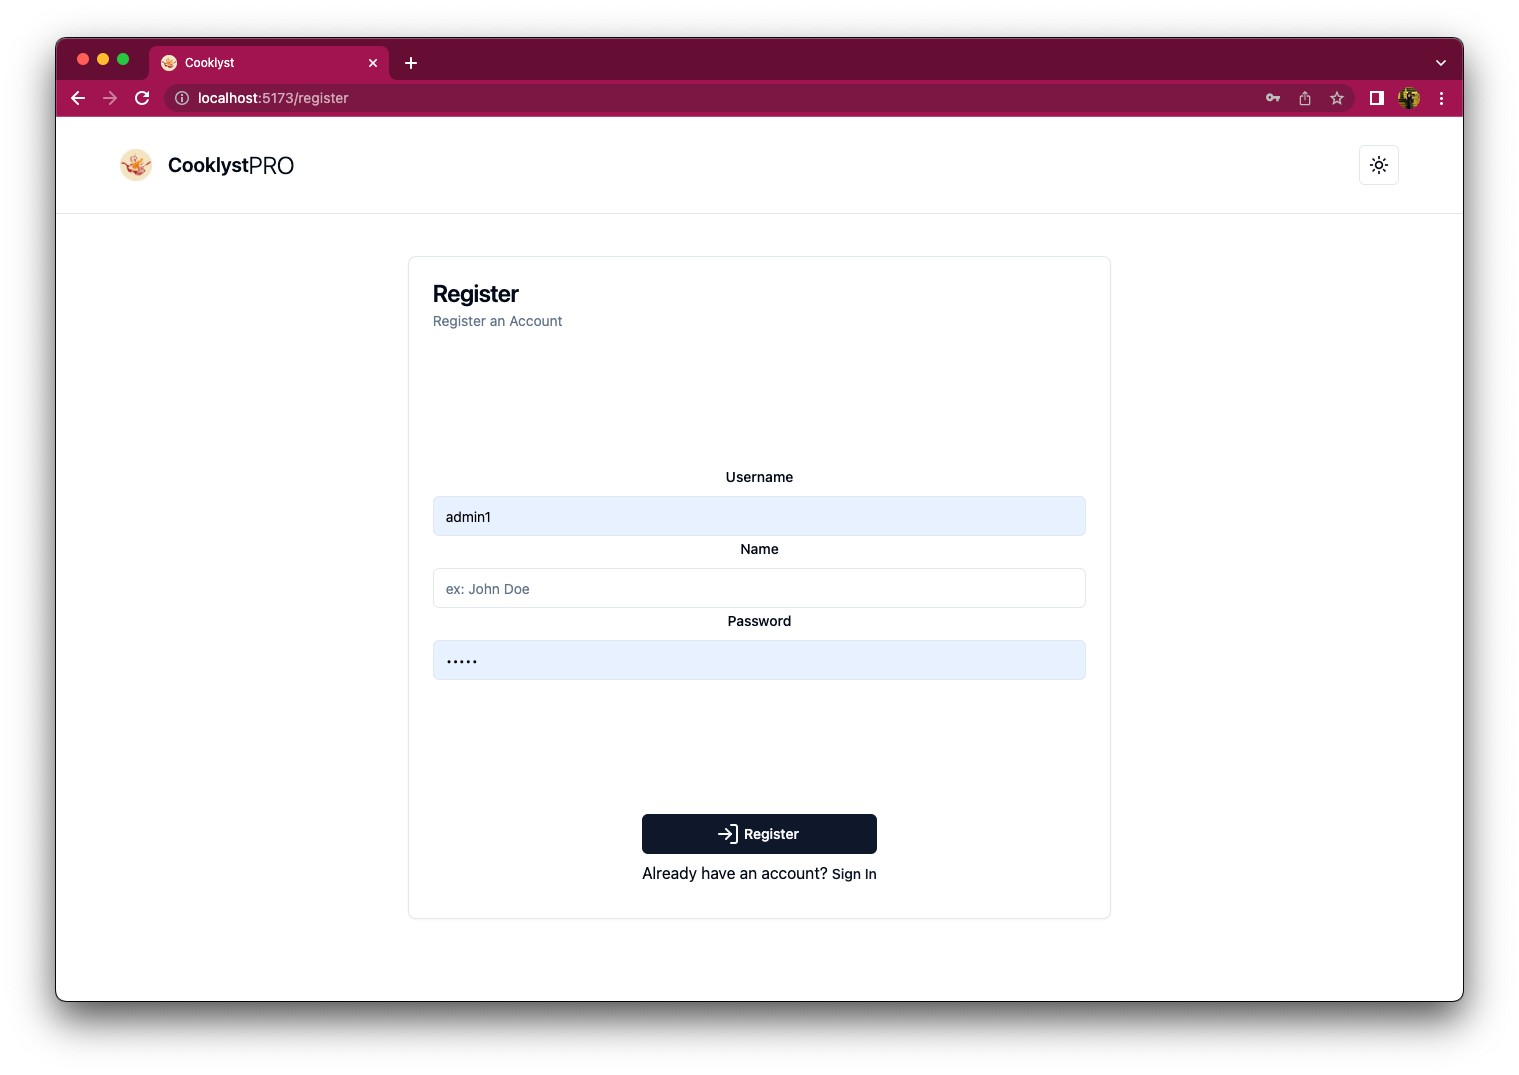 Cooklyst
localhost:5173/register
CooklystPRO
Register
Register an Account
Username
admin1
Name
ex: John Doe
Password
•••••
Register
Already have an account? Sign In